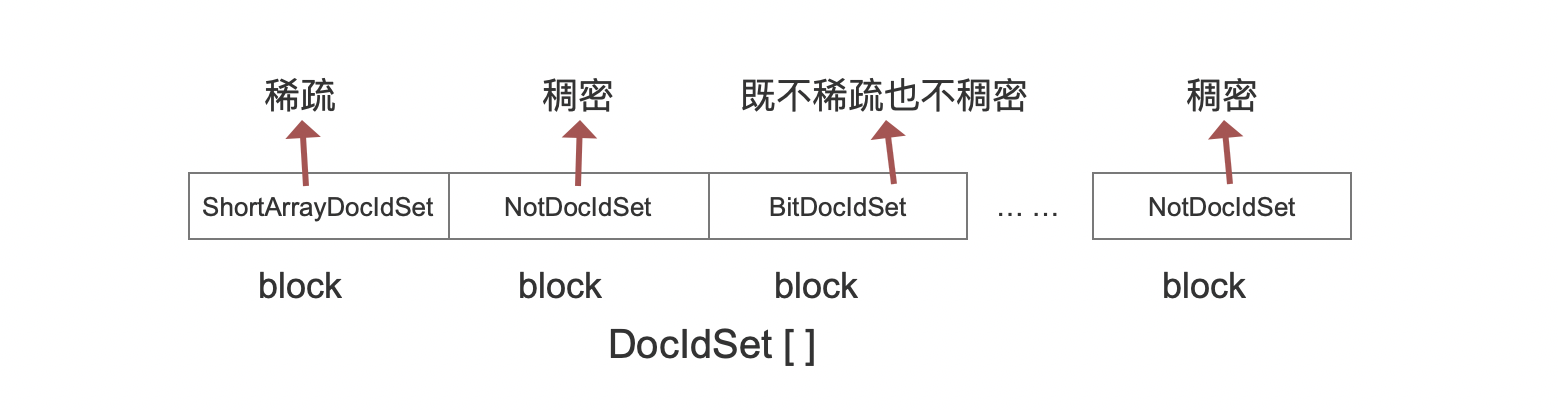 稀疏 稠密 既不稀疏也不稠密 稠密
ShortArrayDocIdSet NotDocIdSet BitDocIdSet ... ... NotDocIdSet
block block block block
DocIdSet [ ]